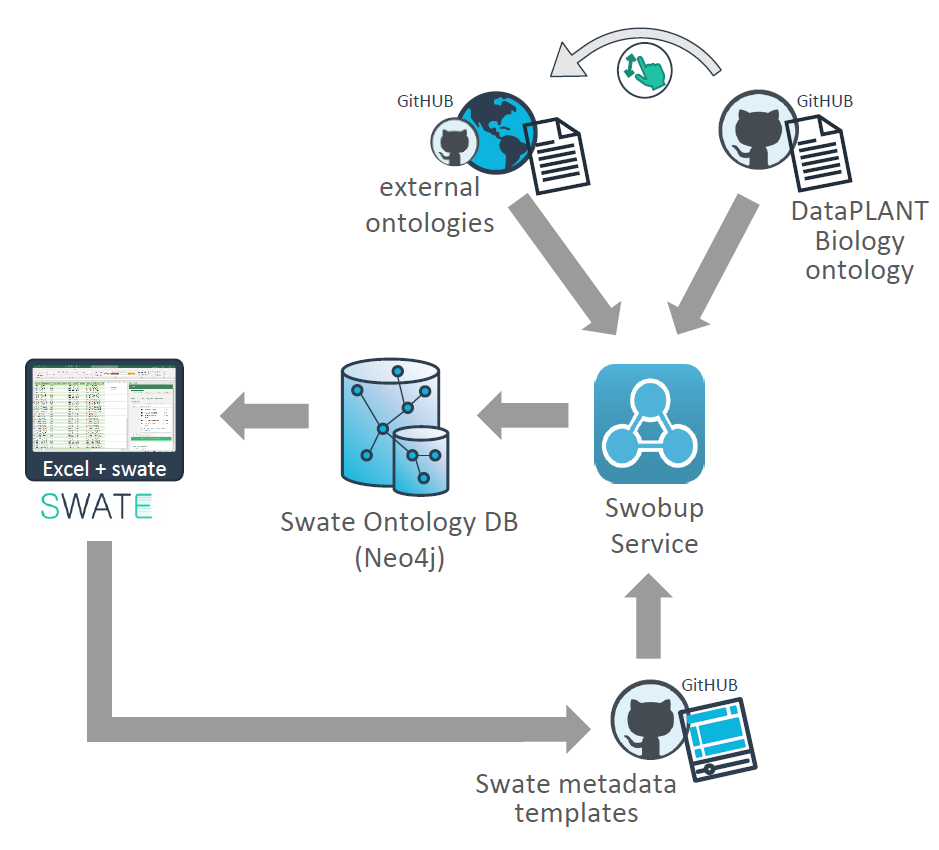 GitHUB
GitHUB
external
ontologies
DataPLANT
Biology
ontology
Excel + swate
SWATE
Swate Ontology DB
(Neo4j)
Swobup
Service
GitHUB
Swate metadata
templates